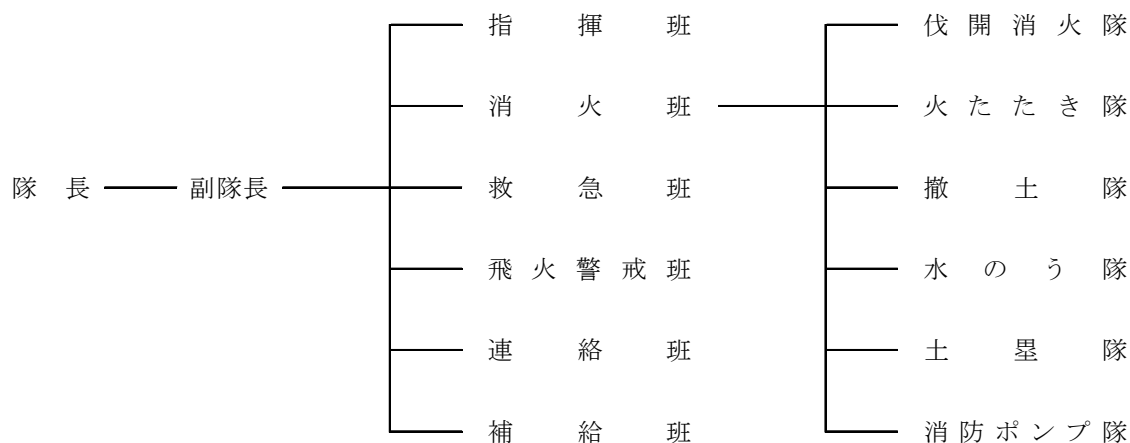 指揮班 伐開消火隊
消火班 火たたき隊
隊長 副隊長 救急班 撤土隊
飛火警戒班 水のう隊
連絡班 土塁隊
補給班 消防ポンプ隊